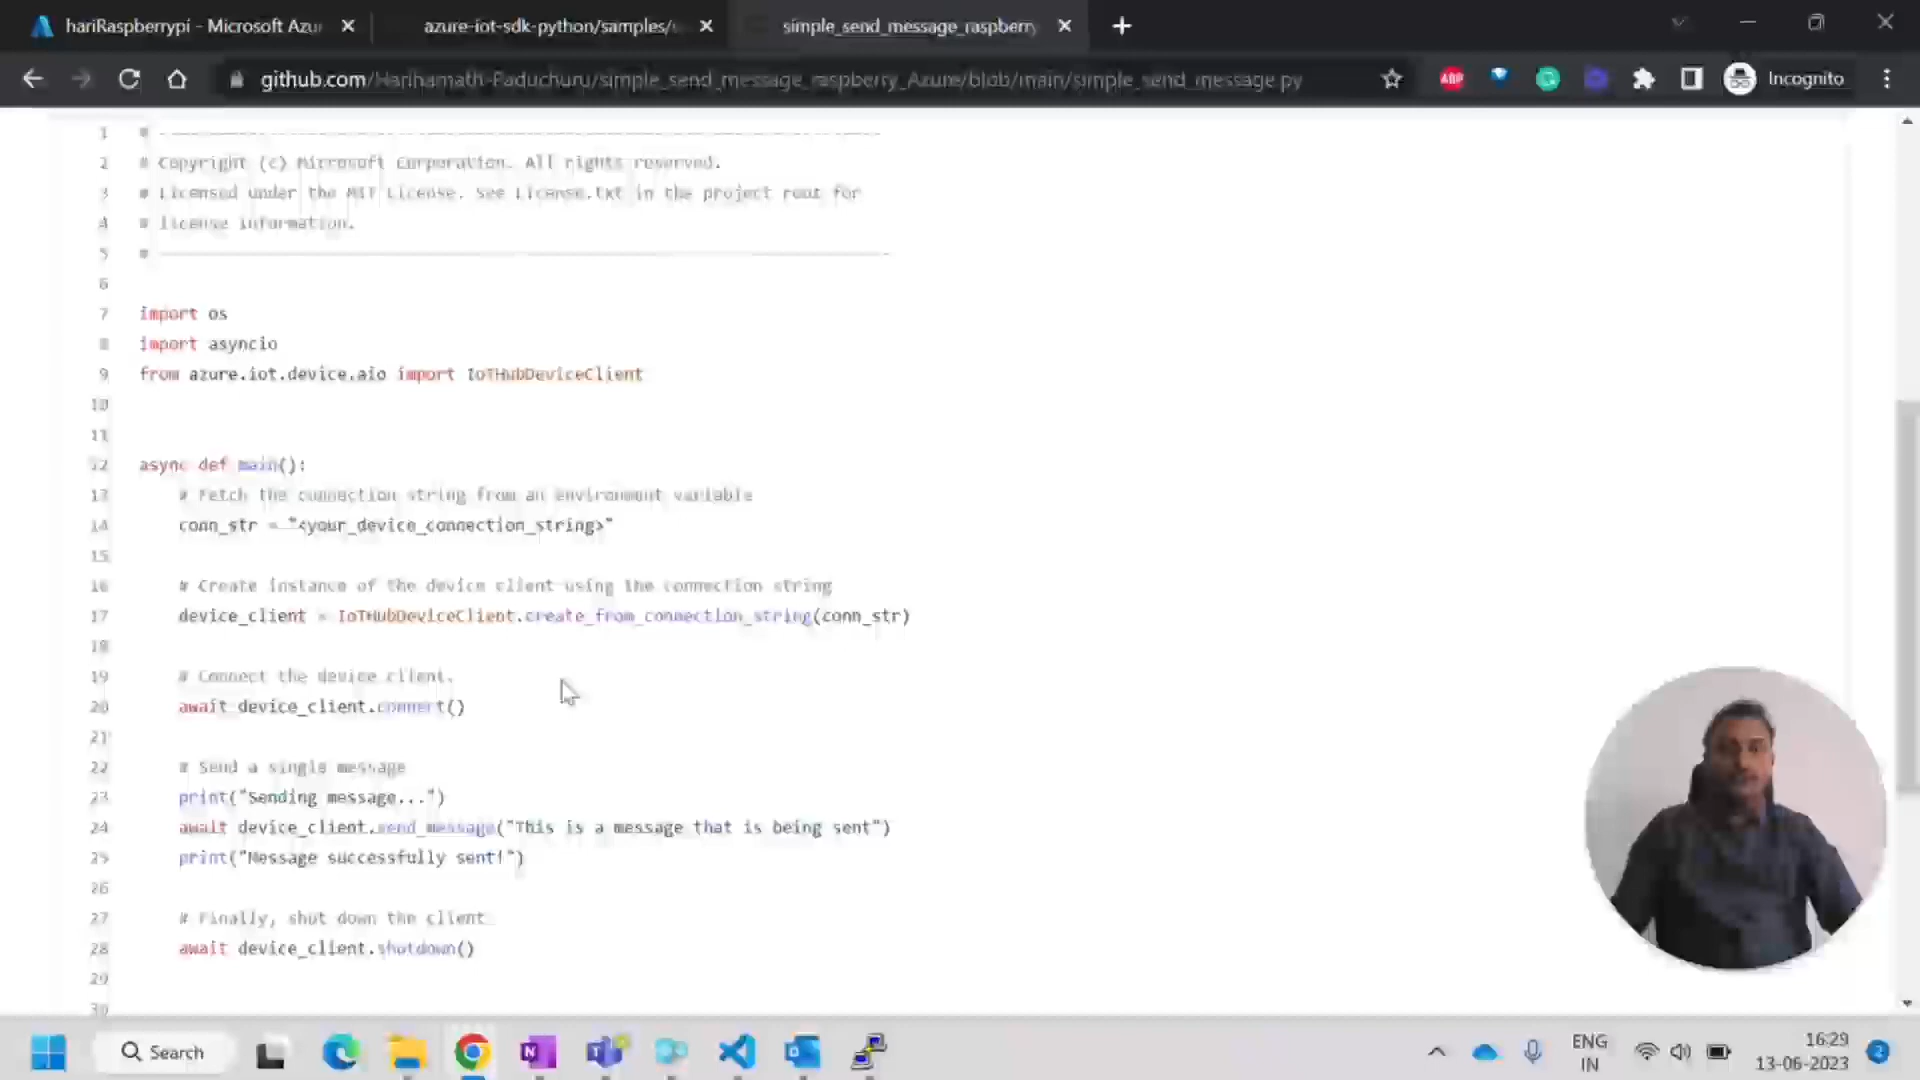 hariRaspberrypi - Microsoft Azu
azure-iot-sdk-python/samples/
simple_send_message_raspberry
github.com/Harihamath-Paduchuru/simple_send_message_raspberry_Azure/blob/main/simple_send_message.py
ABP
Incognito
1 #
2 # Copyright (c) Microsoft Corporation. All rights reserved.
3 # Licensed under the MIT License. See License.txt in the project root for
4 # license information.
5 #
6
7 import os
8 import asyncio
9 from azure.iot.device.aio import IoTHubDeviceClient
10
11
12 async def main():
13 # Fetch the connection string from an environment variable
14 conn_str = "<your_device_connection_string>"
15
16 # Create instance of the device client using the connection string
17 device_client = IoTHubDeviceClient.create_from_connection_string(conn_str)
18
19 # Connect the device client.
20 await device_client.connect()
21
22 # Send a single message
23 print("Sending message...")
24 await device_client.send_message("This is a message that is being sent")
25 print("Message successfully sent!")
26
27 # Finally, shut down the client
28 await device_client.shutdown()
29
30
Search
ENG
IN
16:29
13-06-2023
2